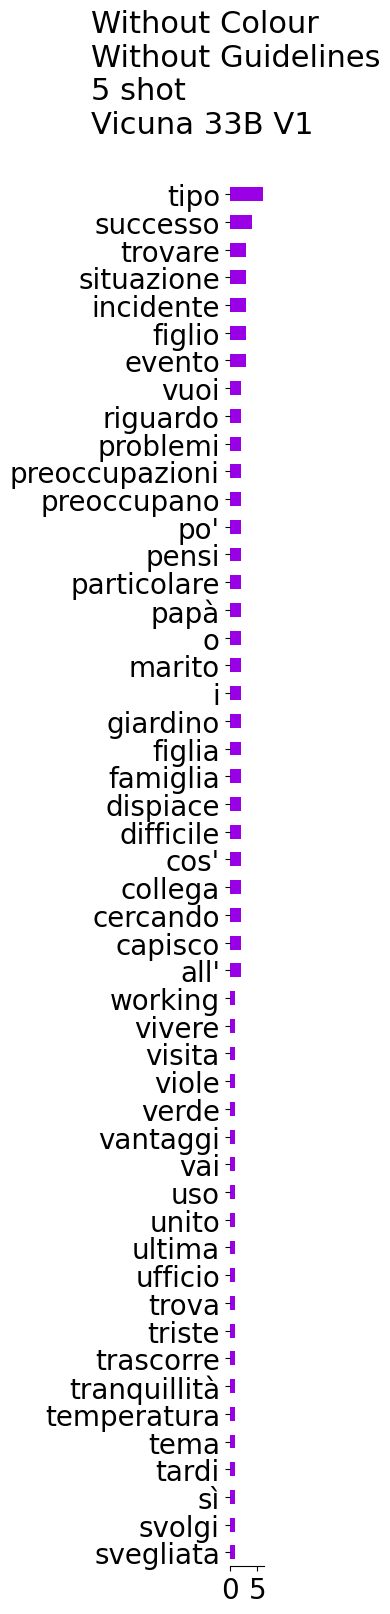 Without Colour
Without Guidelines
5 shot
Vicuna 33B V1
tipo
successo
trovare
situazione
incidente
figlio
evento
vuoi
riguardo
problemi
preoccupazioni
preoccupano
po'
pensi
particolare
papà
o
marito
i
giardino
figlia
famiglia
dispiace
difficile
cos'
collega
cercando
capisco
all'
working
vivere
visita
viole
verde
vantaggi
vai
uso
unito
ultima
ufficio
trova
triste
trascorre
tranquillità
temperatura
tema
tardi
sì
svolgi
svegliata
0 5